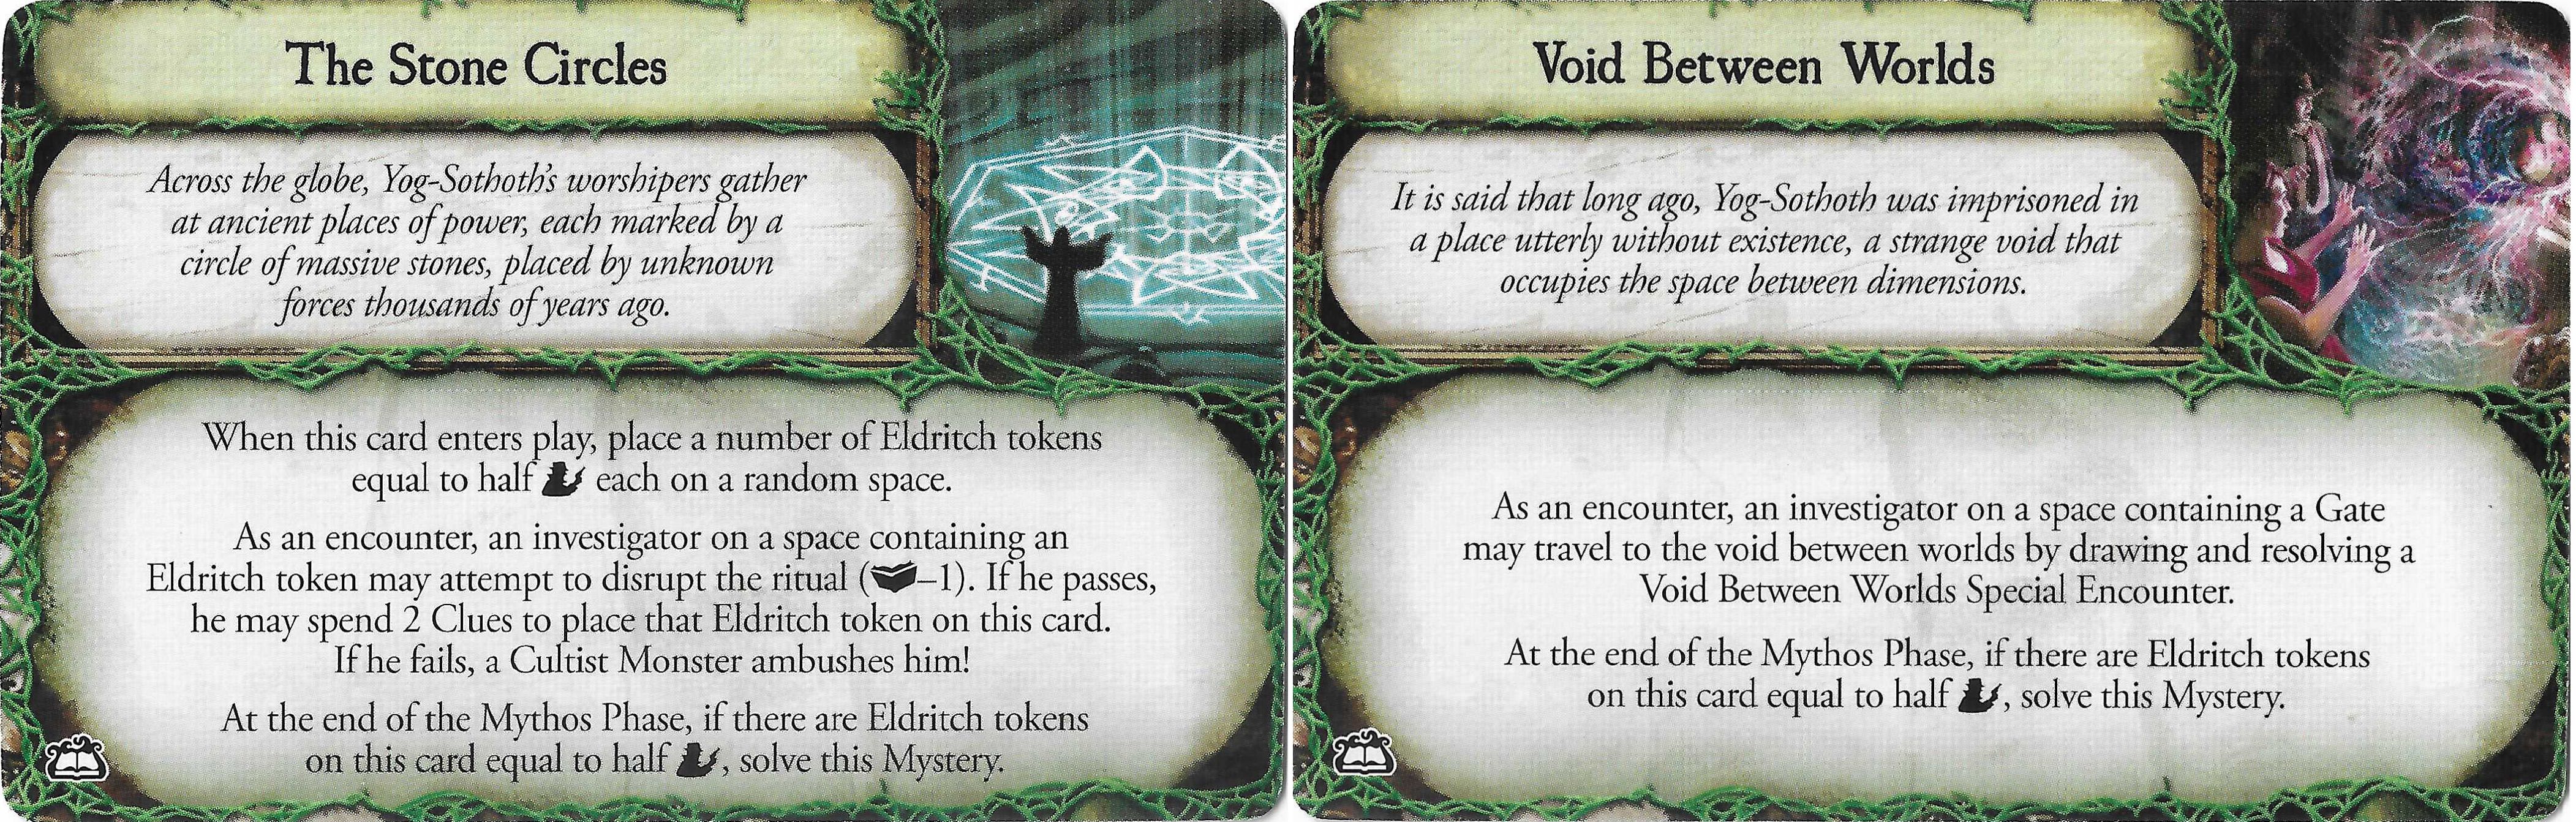 The Stone Circles
Across the globe, Yog-Sothoth's worshipers gather
at ancient places of power, each marked by a
circle of massive stones, placed by unknown
forces thousands of years ago.
When this card enters play, place a number of Eldritch tokens
equal to half each on a random space.
As an encounter, an investigator on a space containing an
Eldritch token may attempt to disrupt the ritual (–1). If he passes,
he may spend 2 Clues to place that Eldritch token on this card.
If he fails, a Cultist Monster ambushes him!
At the end of the Mythos Phase, if there are Eldritch tokens
on this card equal to half , solve this Mystery.
Void Between Worlds
It is said that long ago, Yog-Sothoth was imprisoned in
a place utterly without existence, a strange void that
occupies the space between dimensions.
As an encounter, an investigator on a space containing a Gate
may travel to the void between worlds by drawing and resolving a
Void Between Worlds Special Encounter.
At the end of the Mythos Phase, if there are Eldritch tokens
on this card equal to half , solve this Mystery.